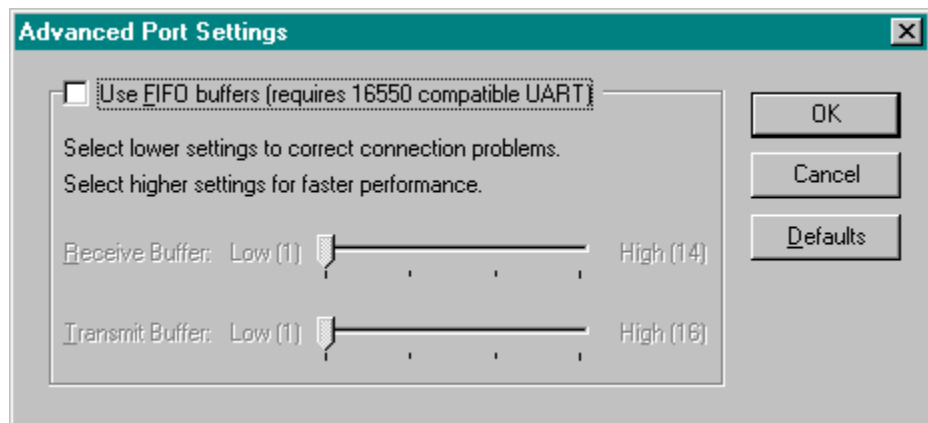 Advanced Port Settings
Use FIFO buffers (requires 16550 compatible UART)
OK
Select lower settings to correct connection problems.
Cancel
Select higher settings for faster performance.
Defaults
Receive Buffer: Low (1) High (14)
Transmit Buffer: Low (1) High (16)